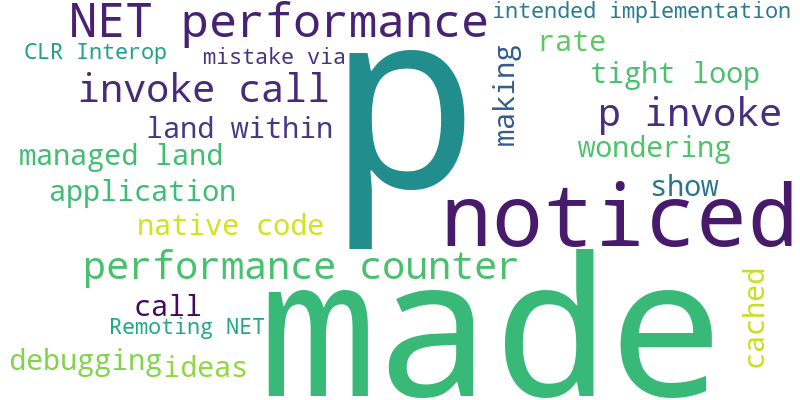 NET performance
intended implementation
CLR Interop
mistake via
rate
p
making
tight loop
invoke call
p invoke
land within
wondering
managed land
show
application
noticed
native code
performance counter
made
cached
call
Remoting NET
debugging
ideas